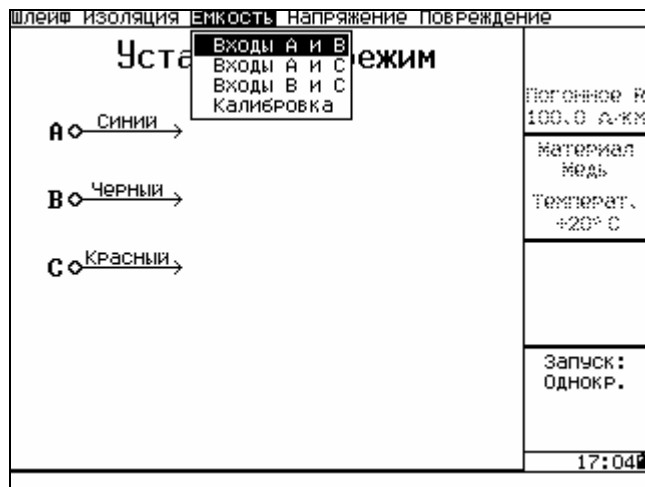 ШЛЕЙФ ИЗОЛЯЦИЯ ЕМКОСТЬ НАПРЯЖЕНИЕ ПОВРЕЖДЕНИЕ
Уста ежим
Входы А и В
Входы А и С
Входы В и С
Калибровка
A Синий
B Черный
C Красный
Погонное R
100.0 Ω/км
Материал
Медь
Температ.
+20° C
Запуск:
Однокр.
17:04